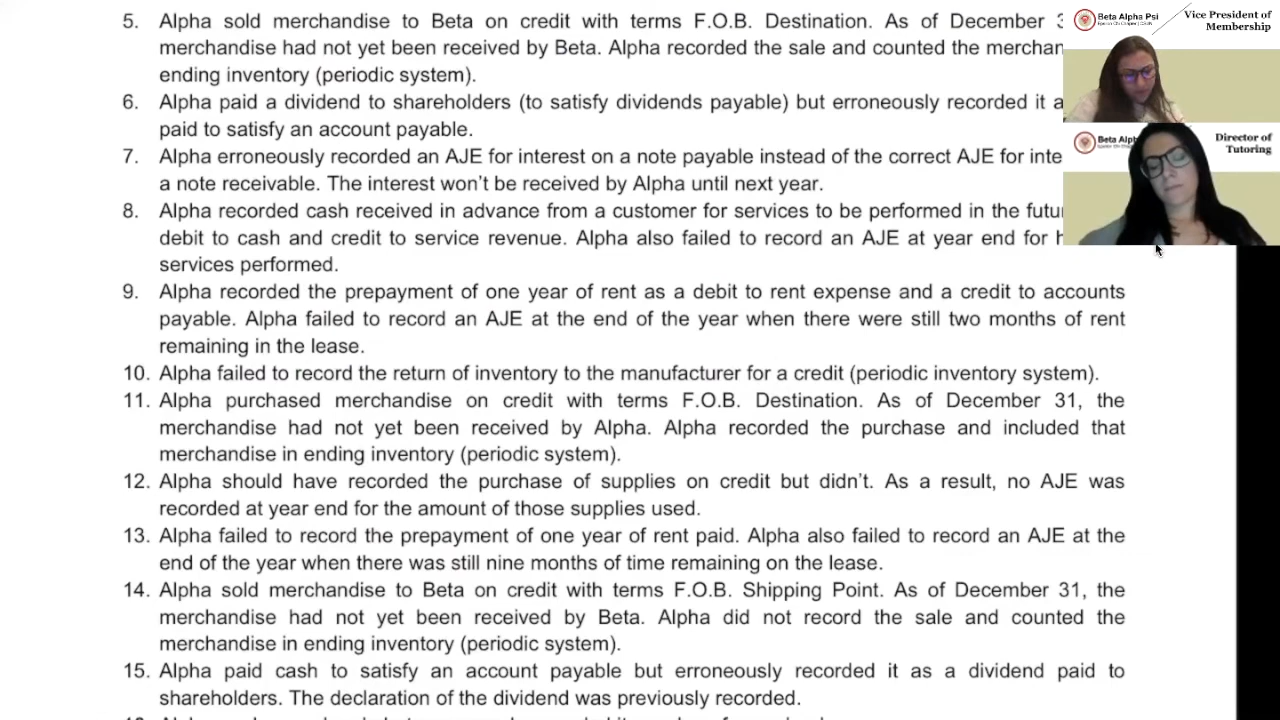 5. Alpha sold merchandise to Beta on credit with terms F.O.B. Destination. As of December
merchandise had not yet been received by Beta. Alpha recorded the sale and counted the
ending inventory (periodic system).
6. Alpha paid a dividend to shareholders (to satisfy dividends payable) but erroneously recorded it
paid to satisfy an account payable.
7. Alpha erroneously recorded an AJE for interest on a note payable instead of the correct AJE for
a note receivable. The interest won't be received by Alpha until next year.
8. Alpha recorded cash received in advance from a customer for services to be performed in the
debit to cash and credit to service revenue. Alpha also failed to record an AJE at year end for
services performed.
9. Alpha recorded the prepayment of one year of rent as a debit to rent expense and a credit to accounts
payable. Alpha failed to record an AJE at the end of the year when there were still two months of rent
remaining in the lease.
10. Alpha failed to record the return of inventory to the manufacturer for a credit (periodic inventory system).
11. Alpha purchased merchandise on credit with terms F.O.B. Destination. As of December 31, the
merchandise had not yet been received by Alpha. Alpha recorded the purchase and included that
merchandise in ending inventory (periodic system).
12. Alpha should have recorded the purchase of supplies on credit but didn't. As a result, no AJE was
recorded at year end for the amount of those supplies used.
13. Alpha failed to record the prepayment of one year of rent paid. Alpha also failed to record an AJE at the
end of the year when there was still nine months of time remaining on the lease.
14. Alpha sold merchandise to Beta on credit with terms F.O.B. Shipping Point. As of December 31, the
merchandise had not yet been received by Beta. Alpha did not record the sale and counted the
merchandise in ending inventory (periodic system).
15. Alpha paid cash to satisfy an account payable but erroneously recorded it as a dividend paid to
shareholders. The declaration of the dividend was previously recorded.
Beta Alpha Psi
Vice President of
Membership
Beta
Director of
Tutoring